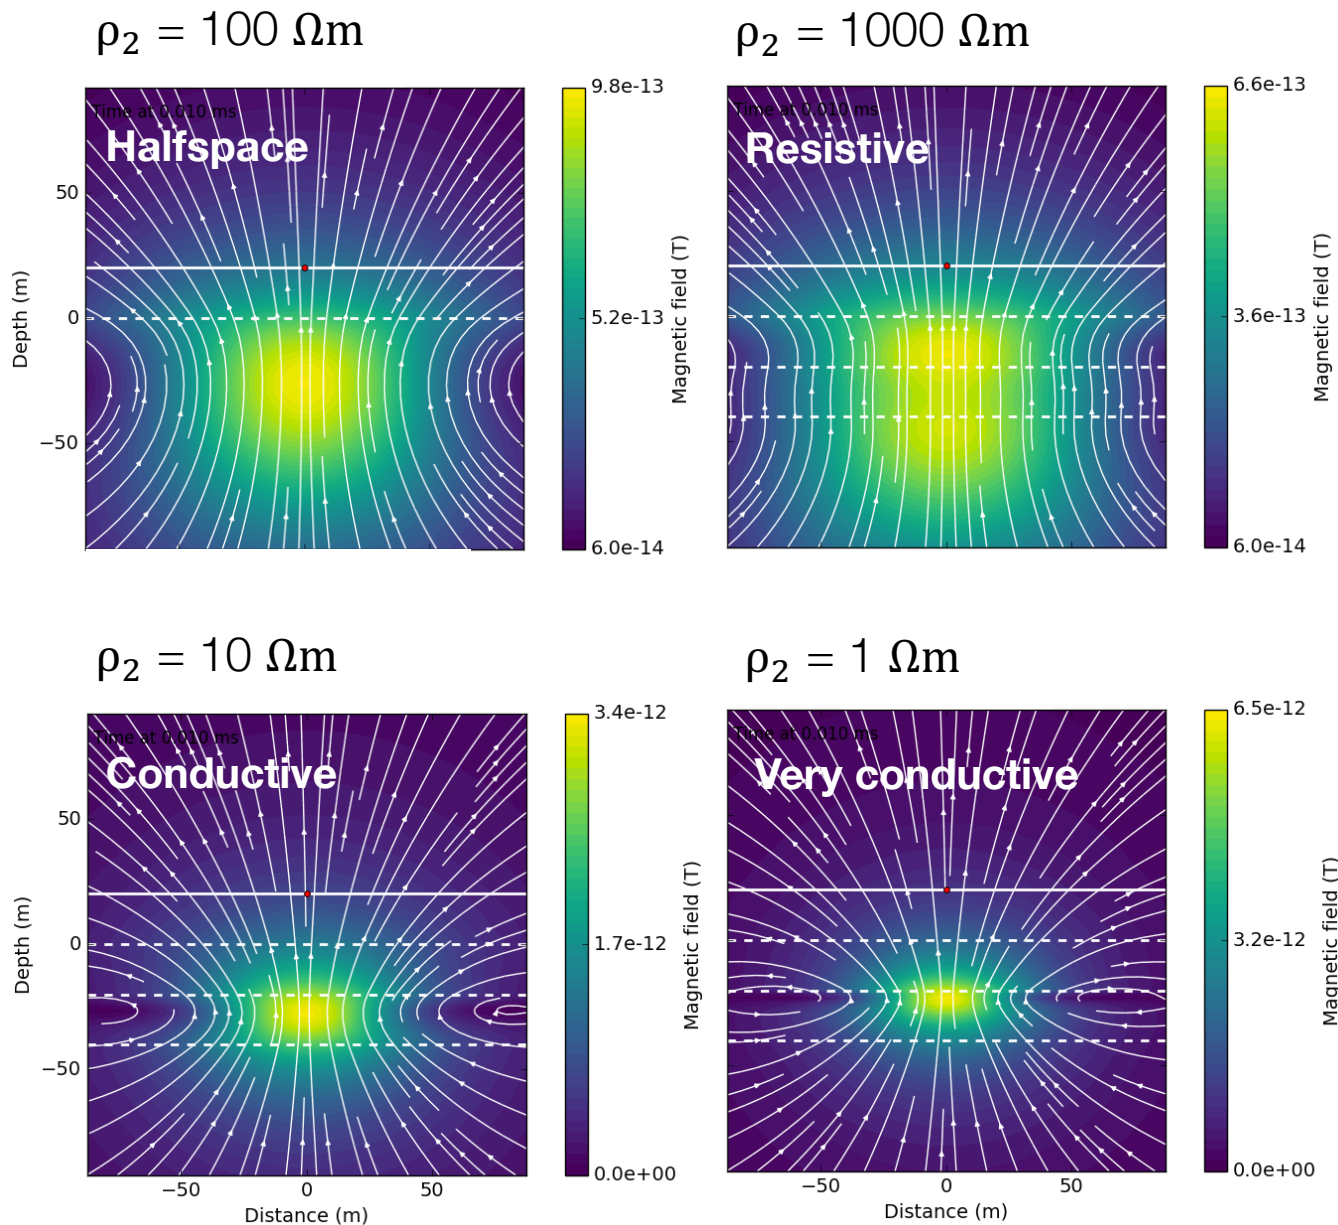 ρ₂ = 100 Ωm
Time at 0.010 ms
Halfspace
50
0
−50
Depth (m)
9.8e-13
5.2e-13
6.0e-14
Magnetic field (T)
ρ₂ = 1000 Ωm
Time at 0.010 ms
Resistive
6.6e-13
3.6e-13
6.0e-14
Magnetic field (T)
ρ₂ = 10 Ωm
Time at 0.010 ms
Conductive
50
0
−50
Depth (m)
−50 0 50
Distance (m)
3.4e-12
1.7e-12
0.0e+00
Magnetic field (T)
ρ₂ = 1 Ωm
Time at 0.010 ms
Very conductive
−50 0 50
Distance (m)
6.5e-12
3.2e-12
0.0e+00
Magnetic field (T)